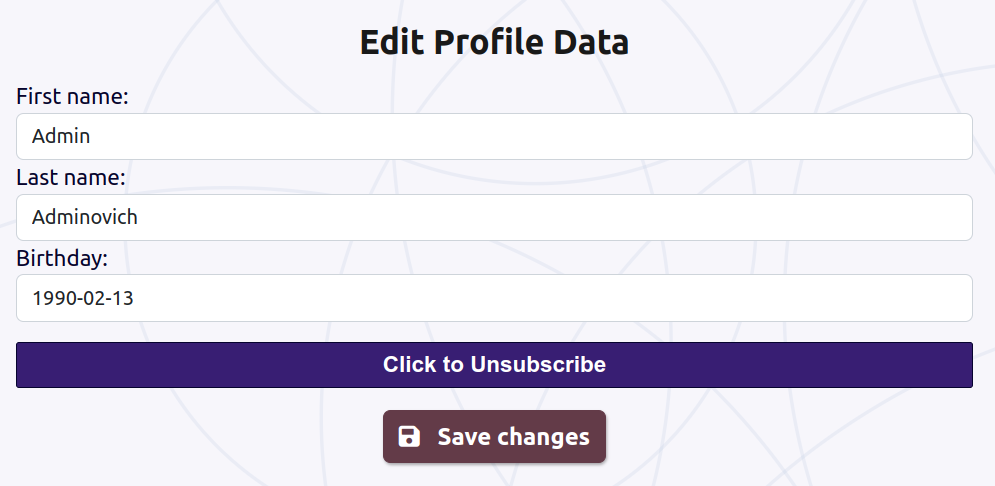 Edit Profile Data
First name:
Admin
Last name:
Adminovich
Birthday:
1990-02-13
Click to Unsubscribe
Save changes